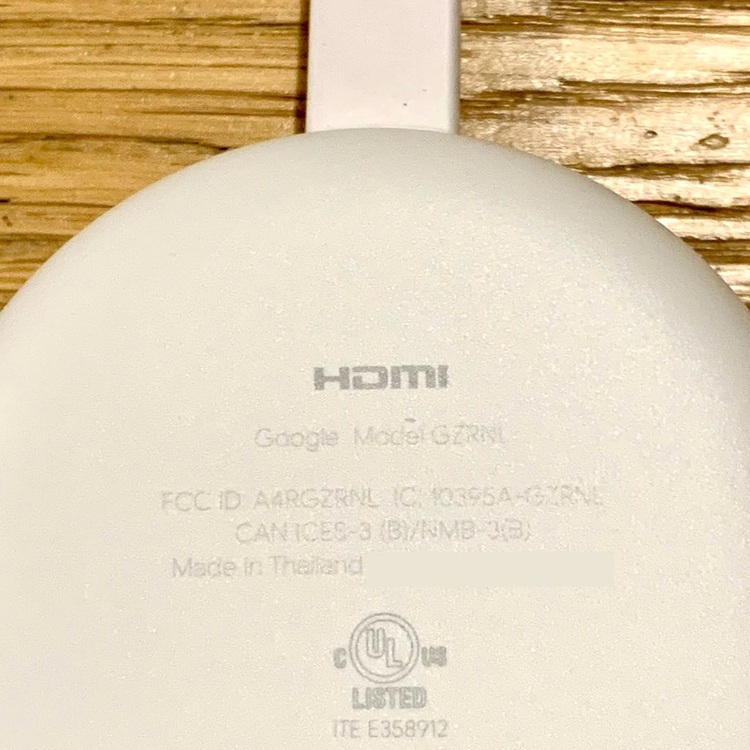 HDMI
Google Model GZRNL
FCC ID A4RGZRNL IC: 10395A-GZRNL
CAN ICES-3 (B)/NMB-3(B)
Made in Thailand
C UL US
LISTED
ITE E358912